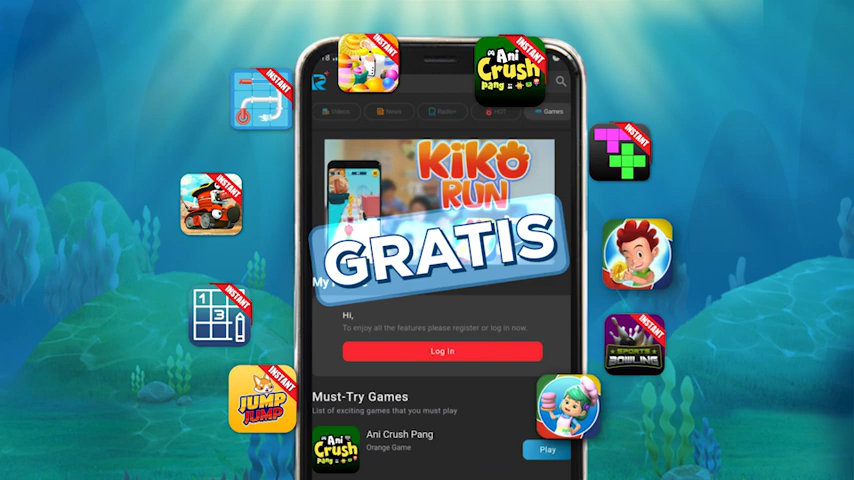 INSTANT
INSTANT
Ani
Crush
Pang
INSTANT
R+
Videos
News
Radio+
HOT
Games
INSTANT
KIKO
RUN
INSTANT
GRATIS
My
1
3
INSTANT
Hi,
To enjoy all the features please register or log in now.
Log In
INSTANT
SPORTS
BOWLING
INSTANT
JUMP
JUMP
Must-Try Games
List of exciting games that you must play
Ani
Crush
Pang
Ani Crush Pang
Orange Game
Play